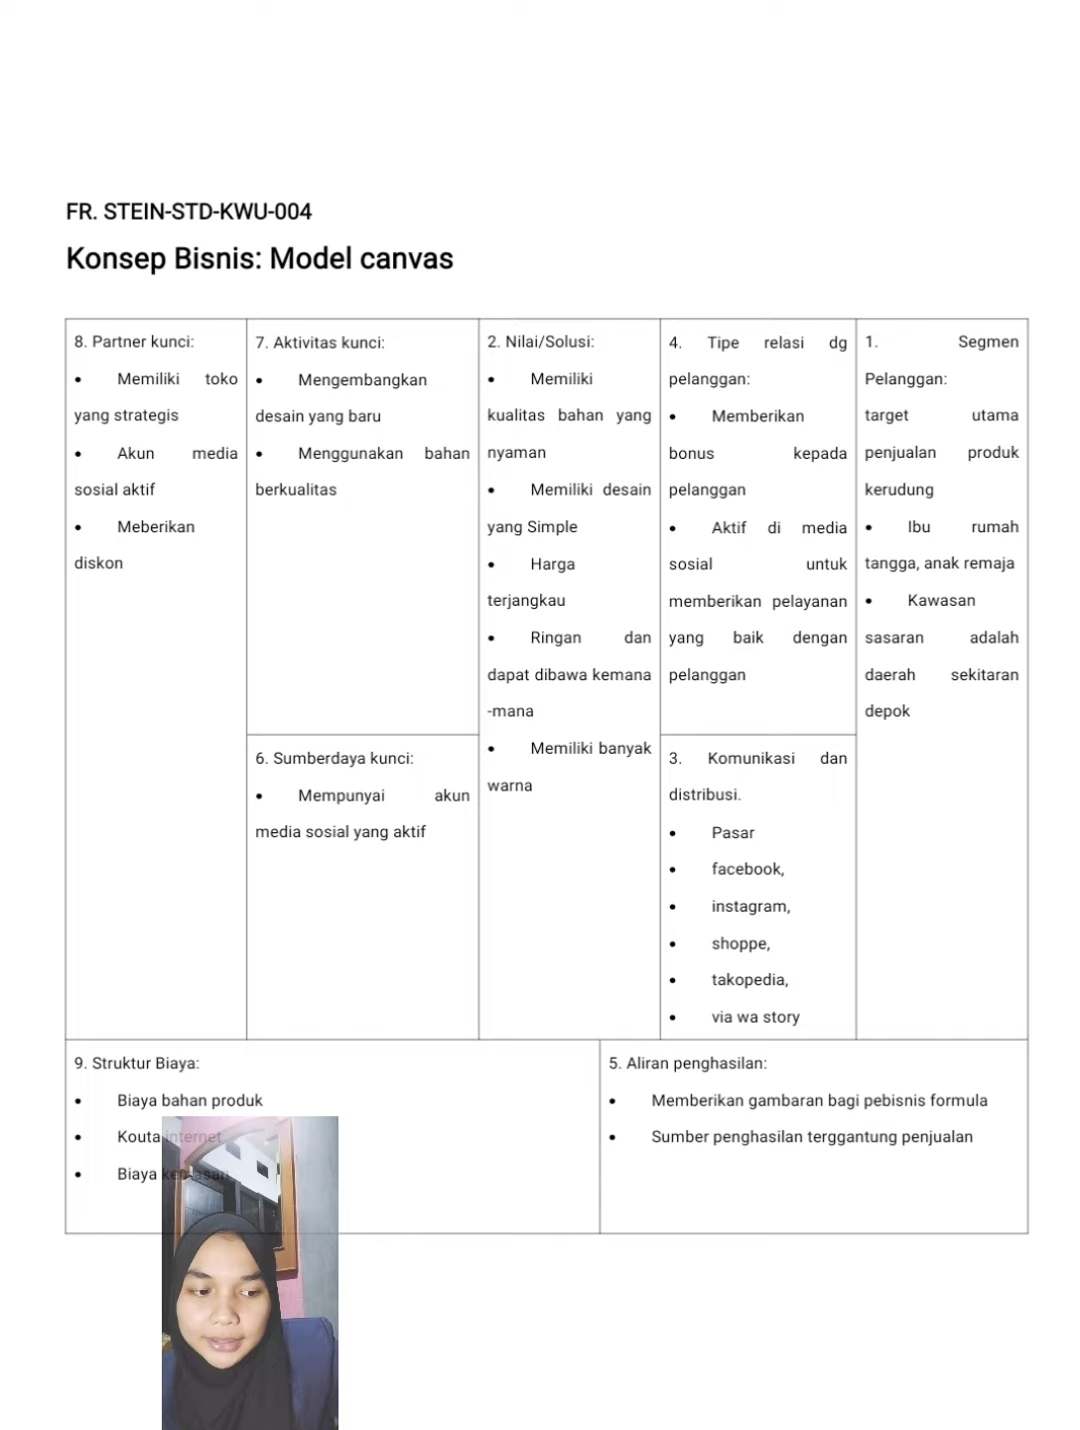 FR. STEIN-STD-KWU-004
Konsep Bisnis: Model canvas
8. Partner kunci:
• Memiliki toko
yang strategis
• Akun media
sosial aktif
• Meberikan
diskon
7. Aktivitas kunci:
• Mengembangkan
desain yang baru
• Menggunakan bahan
berkualitas
6. Sumberdaya kunci:
• Mempunyai akun
media sosial yang aktif
2. Nilai/Solusi:
• Memiliki
kualitas bahan yang
nyaman
• Memiliki desain
yang Simple
• Harga
terjangkau
• Ringan dan
dapat dibawa kemana
-mana
• Memiliki banyak
warna
4. Tipe relasi dg
pelanggan:
• Memberikan
bonus kepada
pelanggan
• Aktif di media
sosial untuk
memberikan pelayanan
yang baik dengan
pelanggan
3. Komunikasi dan
distribusi.
• Pasar
• facebook,
• instagram,
• shoppe,
• takopedia,
• via wa story
1. Segmen
Pelanggan:
target utama
penjualan produk
kerudung
• Ibu rumah
tangga, anak remaja
• Kawasan
sasaran adalah
daerah sekitaran
depok
9. Struktur Biaya:
• Biaya bahan produk
• Kouta internet
• Biaya kemasan
5. Aliran penghasilan:
• Memberikan gambaran bagi pebisnis formula
• Sumber penghasilan terggantung penjualan